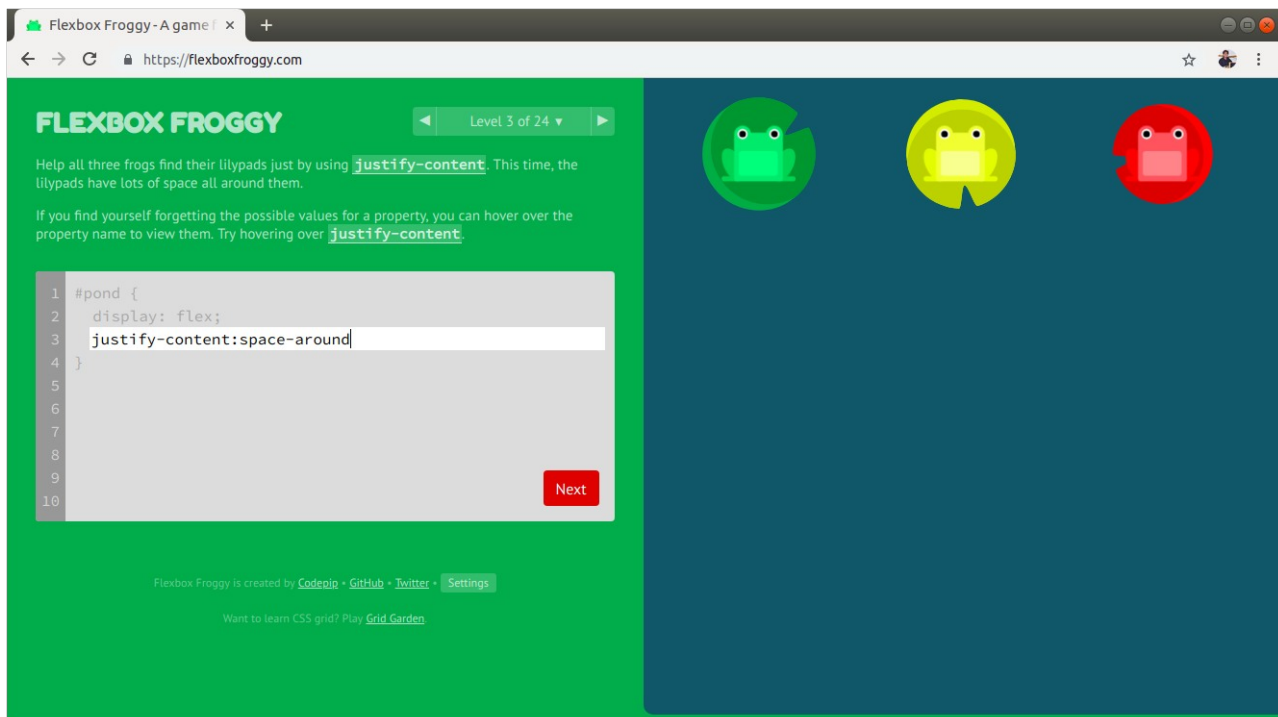 Flexbox Froggy - A game
https://flexboxfroggy.com
FLEXBOX FROGGY
Level 3 of 24 ▾
Help all three frogs find their lilypads just by using justify-content. This time, the
lilypads have lots of space all around them.
If you find yourself forgetting the possible values for a property, you can hover over the
property name to view them. Try hovering over justify-content.
1 #pond {
2 display: flex;
3 justify-content:space-around
4 }
5
6
7
8
9
10
Next
Flexbox Froggy is created by Codepip • GitHub • Twitter • Settings
Want to learn CSS grid? Play Grid Garden.